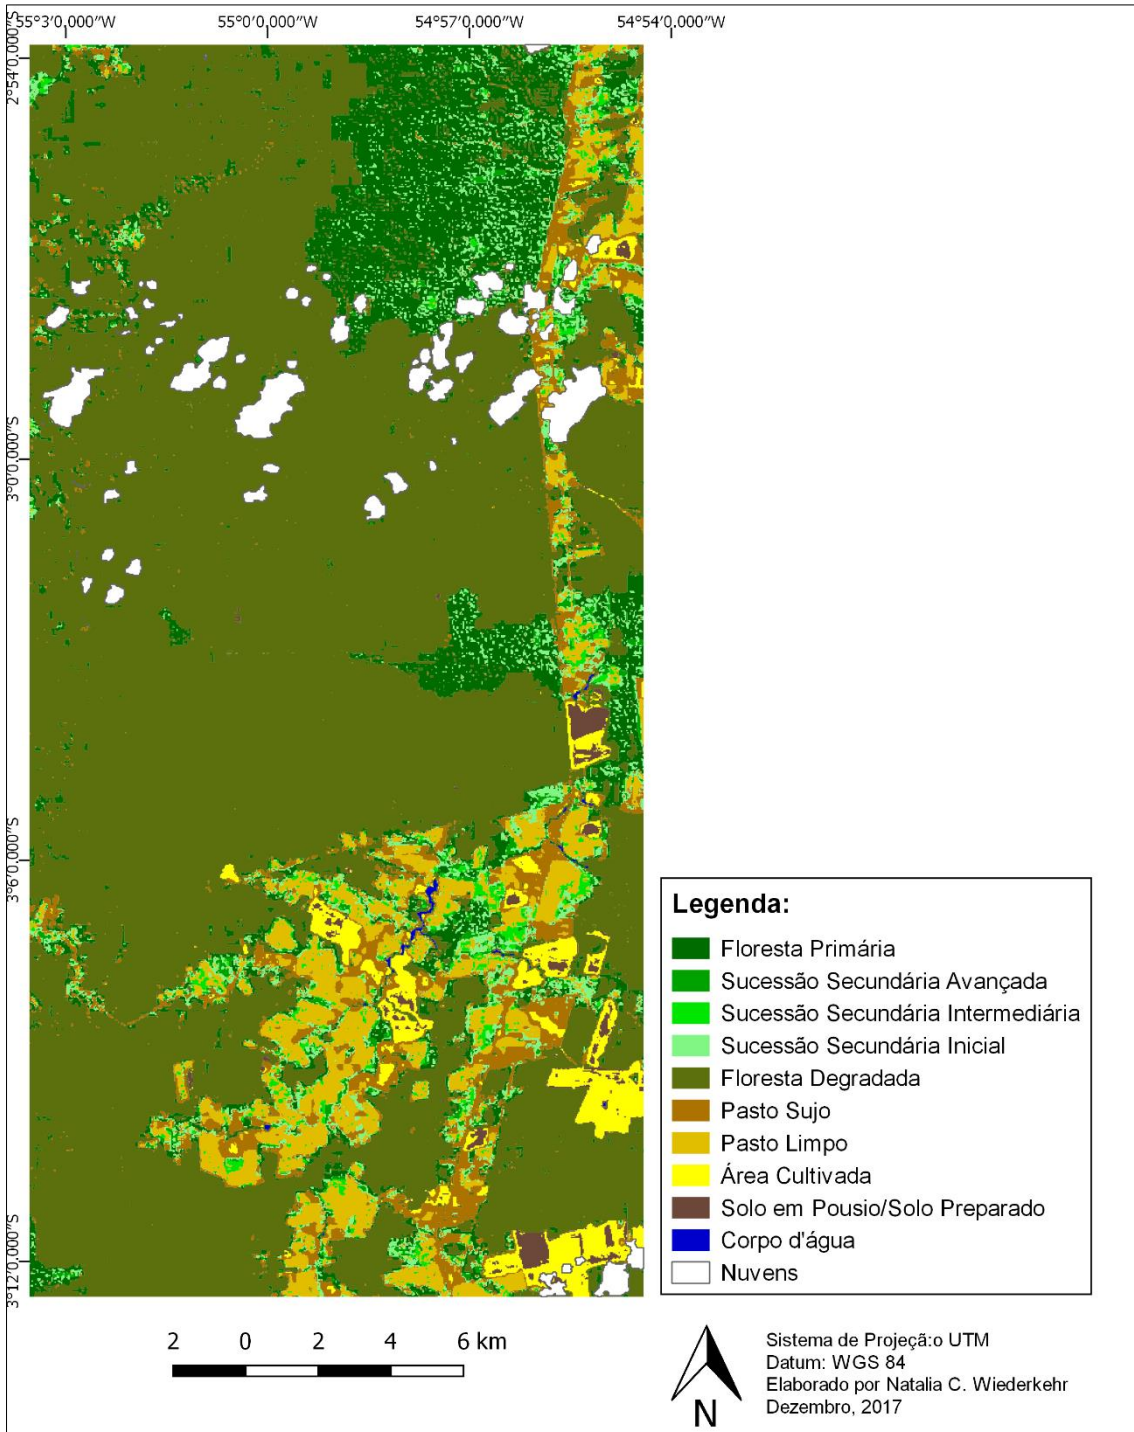 55°3′0.000″W 55°0′0.000″W 54°57′0.000″W 54°54′0.000″W
2°54′0.000″S
3°0′0.000″S
3°6′0.000″S
3°12′0.000″S
Legenda:
Floresta Primária
Sucessão Secundária Avançada
Sucessão Secundária Intermediária
Sucessão Secundária Inicial
Floresta Degradada
Pasto Sujo
Pasto Limpo
Área Cultivada
Solo em Pousio/Solo Preparado
Corpo d'água
Nuvens
2 0 2 4 6 km
N
Sistema de Projeçã:o UTM
Datum: WGS 84
Elaborado por Natalia C. Wiederkehr
Dezembro, 2017